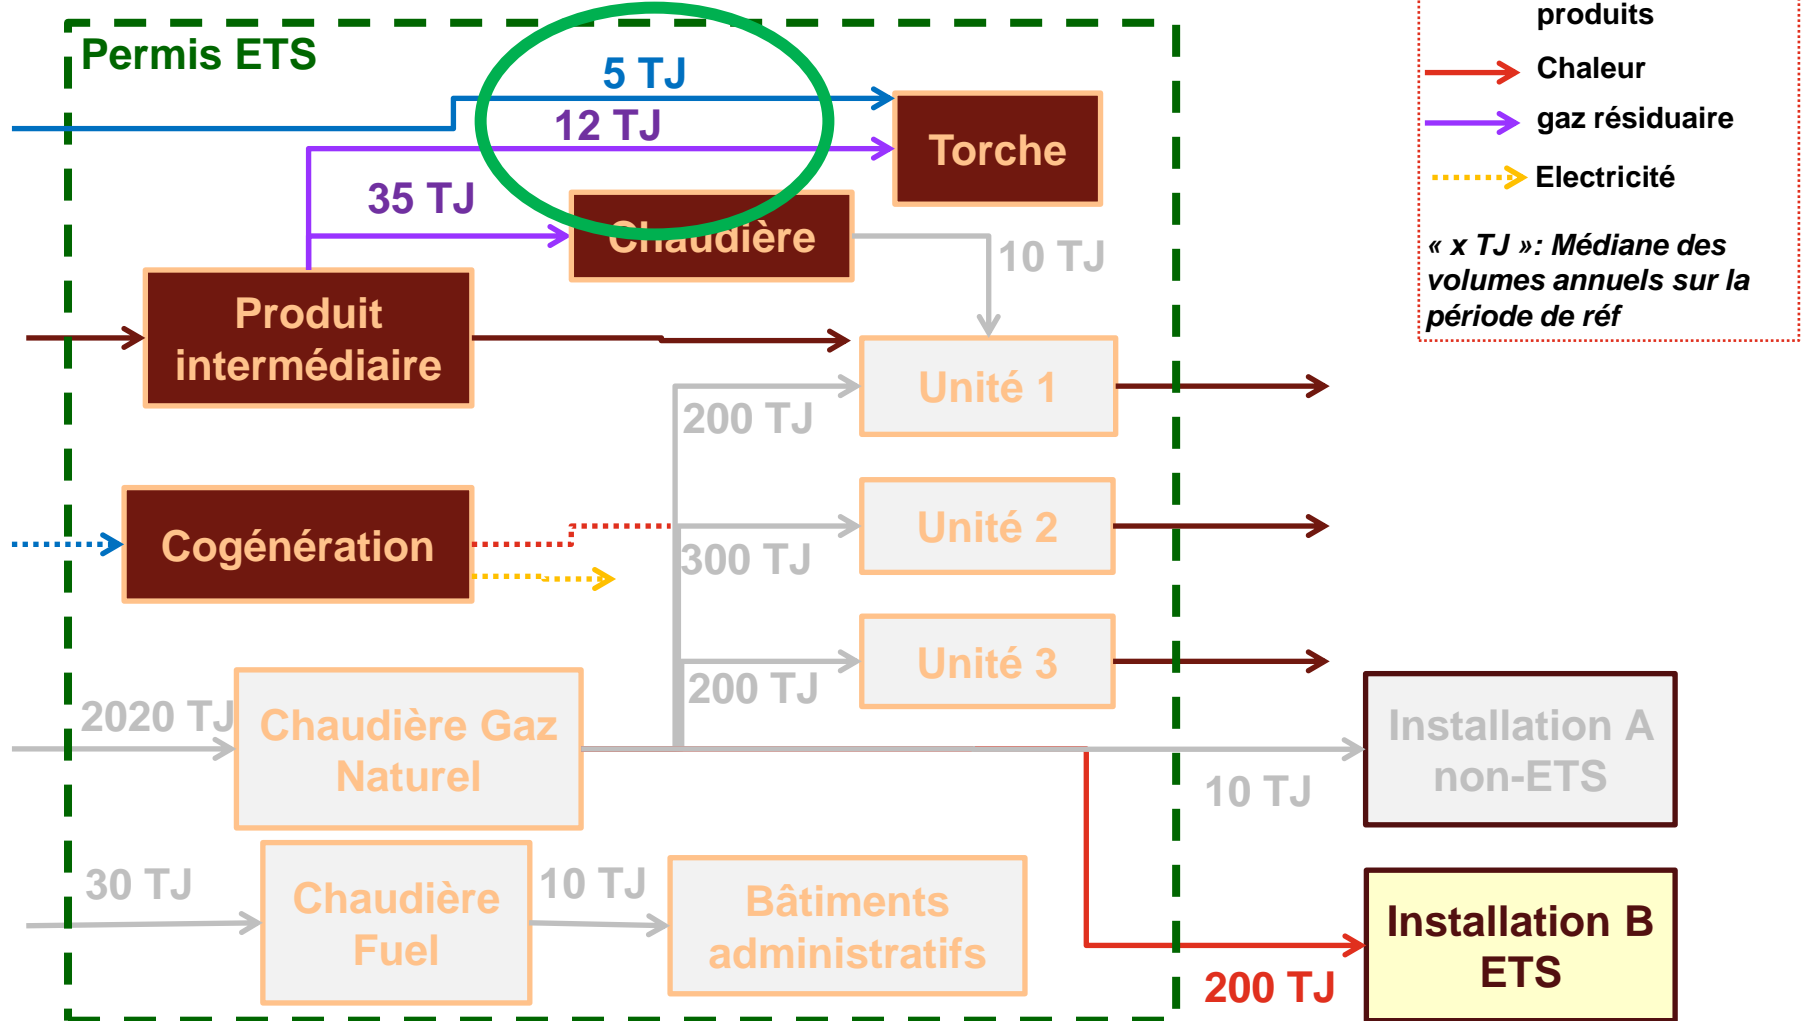 Permis ETS
5 TJ
12 TJ
Torche
35 TJ
Chaudière
10 TJ
Produit
intermédiaire
Unité 1
200 TJ
Cogénération
Unité 2
300 TJ
Unité 3
200 TJ
2020 TJ
Chaudière Gaz
Naturel
10 TJ
Installation A
non-ETS
30 TJ
Chaudière
Fuel
10 TJ
Bâtiments
administratifs
200 TJ
Installation B
ETS
produits
Chaleur
gaz résiduaire
Electricité
« x TJ »: Médiane des
volumes annuels sur la
période de réf